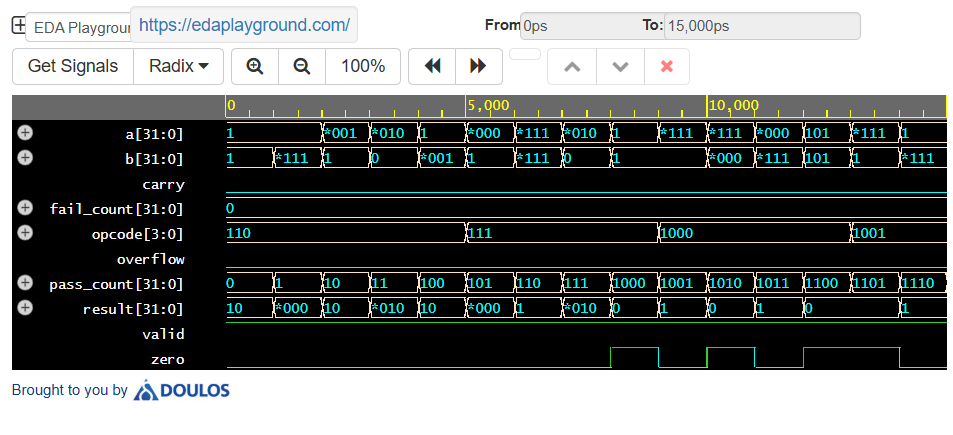 EDA Playgroun https://edaplayground.com/ From: 0ps To: 15,000ps
Get Signals Radix 100%
0 5,000 10,000
a[31:0] 1 *001 *010 1 *000 *111 *010 1 *111 *111 *000 101 *111 1
b[31:0] 1 *111 1 0 *001 1 *111 0 1 *000 *111 101 1 *111
carry
fail_count[31:0] 0
opcode[3:0] 110 111 1000 1001
overflow
pass_count[31:0] 0 1 10 11 100 101 110 111 1000 1001 1010 1011 1100 1101 1110
result[31:0] 10 *000 10 *010 10 *000 1 *010 0 1 0 1 0 1
valid
zero
Brought to you by DOULOS